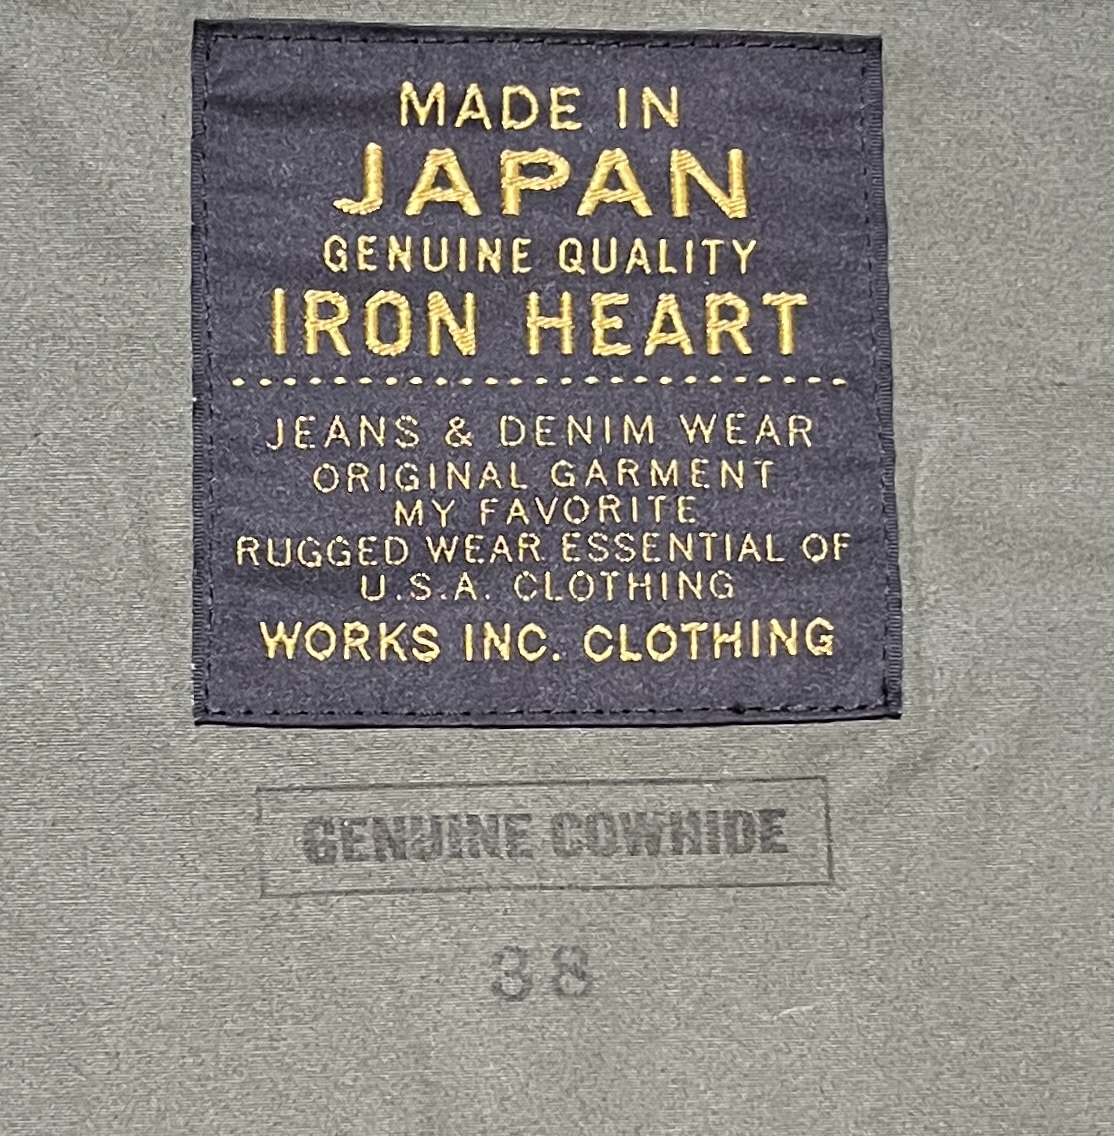 MADE IN
JAPAN
GENUINE QUALITY
IRON HEART
JEANS & DENIM WEAR
ORIGINAL GARMENT
MY FAVORITE
RUGGED WEAR ESSENTIAL OF
U.S.A. CLOTHING
WORKS INC. CLOTHING
GENUINE COWHIDE
38